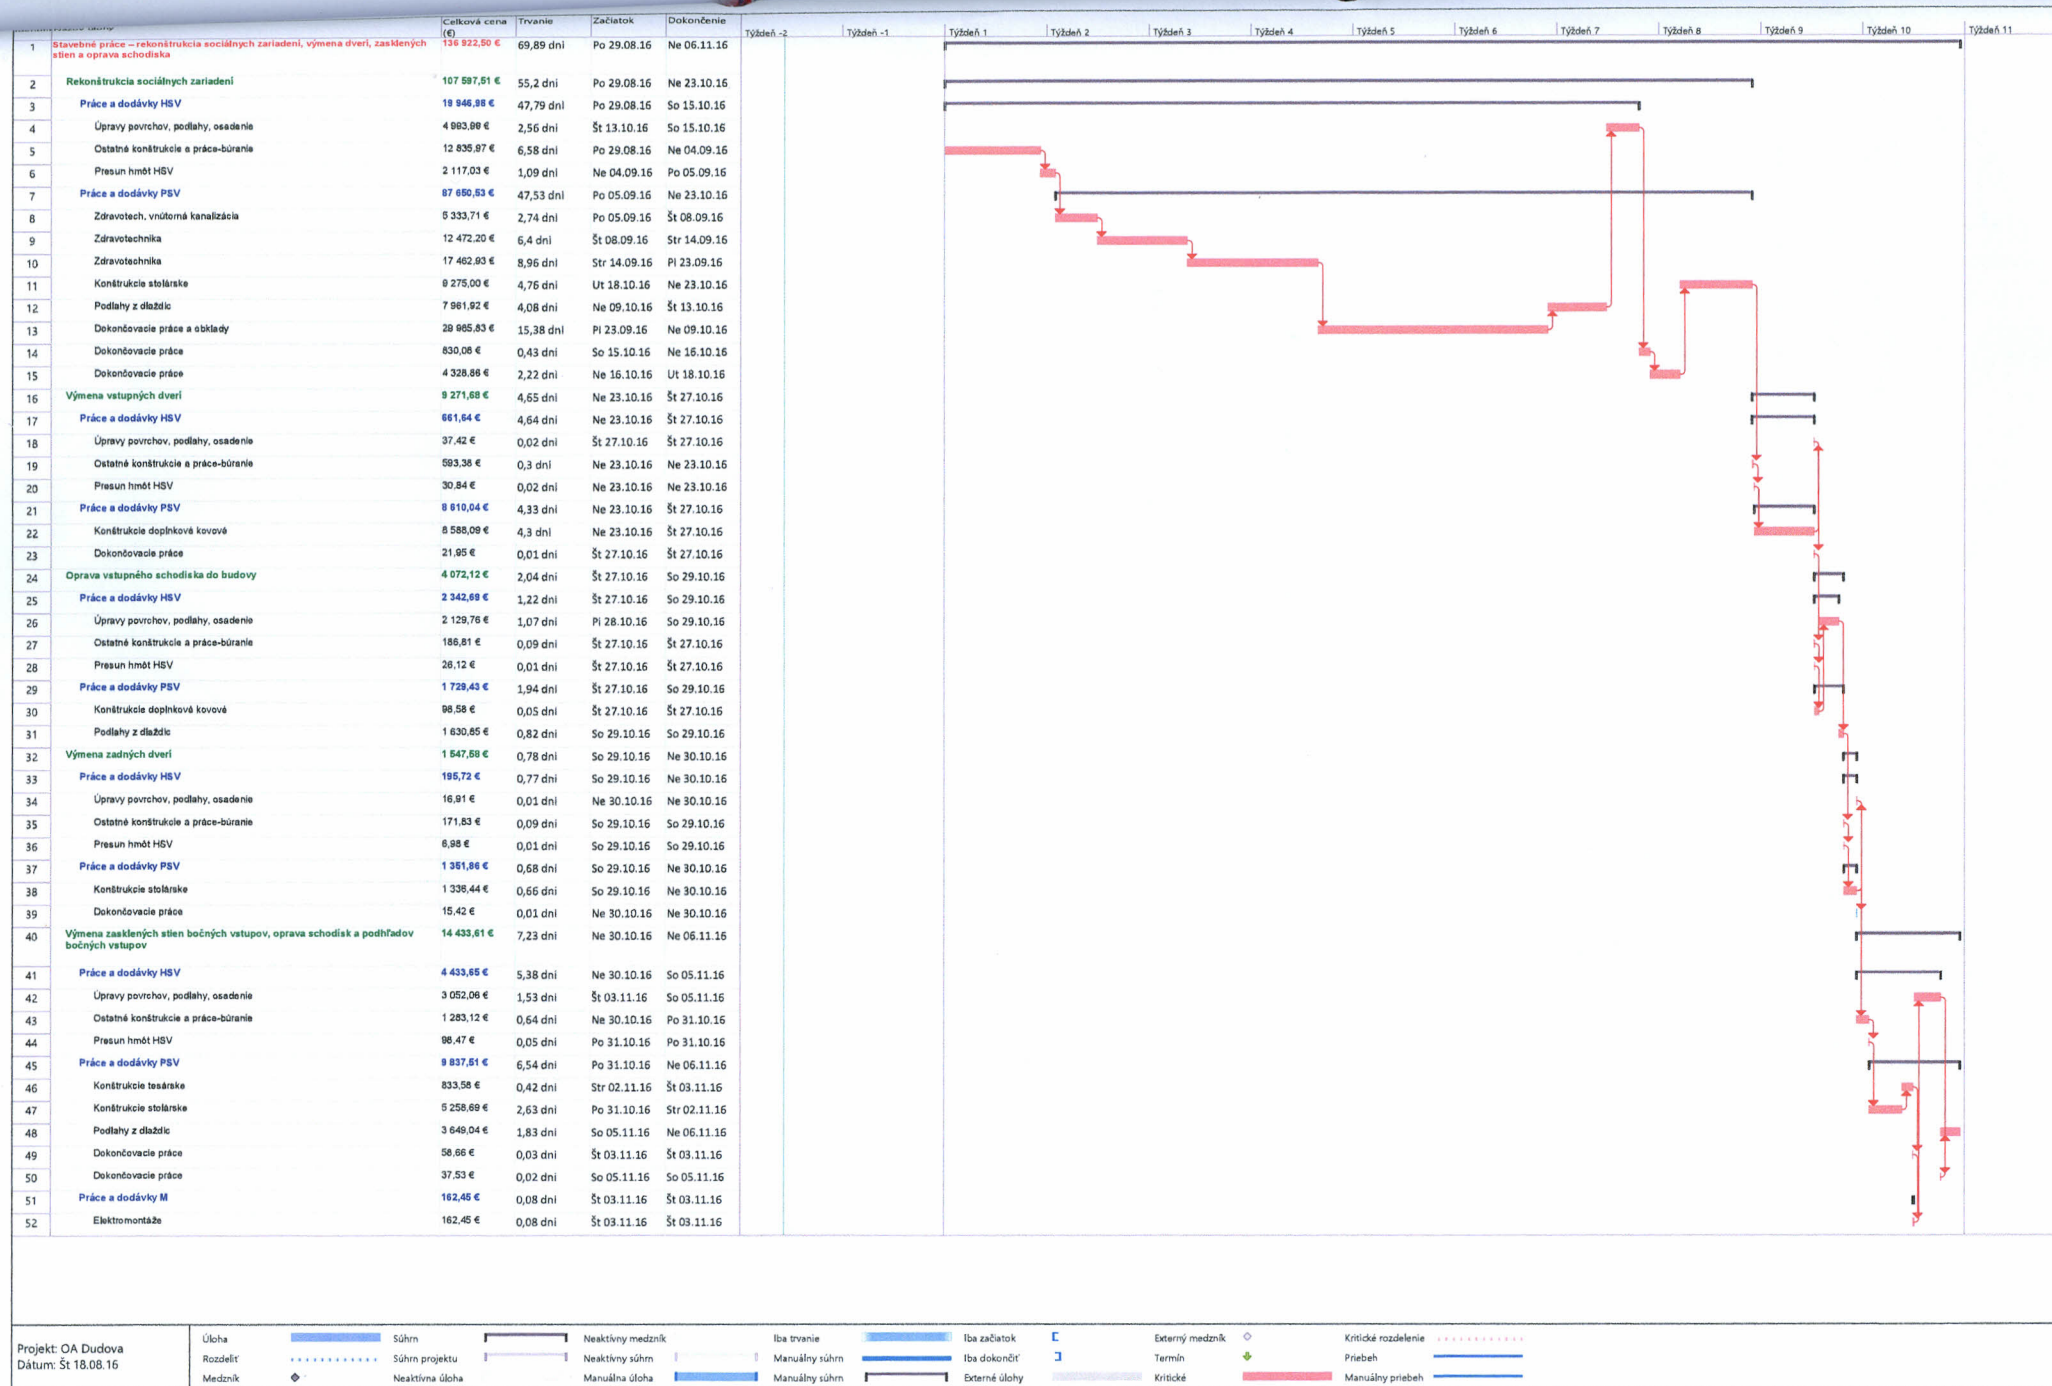 Celková cena (€) Trvanie Začiatok Dokončenie Týždeň -2 Týždeň -1 Týždeň 1 Týždeň 2 Týždeň 3 Týždeň 4 Týždeň 5 Týždeň 6 Týždeň 7 Týždeň 8 Týždeň 9 Týždeň 10 Týždeň 11
1 Stavebné práce – rekonštrukcia sociálnych zariadení, výmena dverí, zasklených stien a oprava schodiska 136 922,50 € 69,89 dní Po 29.08.16 Ne 06.11.16
2 Rekonštrukcia sociálnych zariadení 107 597,51 € 55,2 dní Po 29.08.16 Ne 23.10.16
3 Práce a dodávky HSV 19 946,98 € 47,79 dní Po 29.08.16 So 15.10.16
4 Úpravy povrchov, podlahy, osadenie 4 993,99 € 2,56 dní Št 13.10.16 So 15.10.16
5 Ostatné konštrukcie a práce-búranie 12 835,97 € 6,58 dní Po 29.08.16 Ne 04.09.16
6 Presun hmôt HSV 2 117,03 € 1,09 dní Ne 04.09.16 Po 05.09.16
7 Práce a dodávky PSV 87 650,53 € 47,53 dní Po 05.09.16 Ne 23.10.16
8 Zdravotech. vnútorná kanalizácia 5 333,71 € 2,74 dní Po 05.09.16 Št 08.09.16
9 Zdravotechnika 12 472,20 € 6,4 dní Št 08.09.16 Str 14.09.16
10 Zdravotechnika 17 462,93 € 8,96 dní Str 14.09.16 Pi 23.09.16
11 Konštrukcie stolárske 9 275,00 € 4,76 dní Ut 18.10.16 Ne 23.10.16
12 Podlahy z dlaždíc 7 961,92 € 4,08 dní Ne 09.10.16 Št 13.10.16
13 Dokončovacie práce a obklady 29 985,83 € 15,38 dní Pi 23.09.16 Ne 09.10.16
14 Dokončovacie práce 830,08 € 0,43 dní So 15.10.16 Ne 16.10.16
15 Dokončovacie práce 4 328,86 € 2,22 dní Ne 16.10.16 Ut 18.10.16
16 Výmena vstupných dverí 9 271,68 € 4,65 dní Ne 23.10.16 Št 27.10.16
17 Práce a dodávky HSV 661,64 € 4,64 dní Ne 23.10.16 Št 27.10.16
18 Úpravy povrchov, podlahy, osadenie 37,42 € 0,02 dní Št 27.10.16 Št 27.10.16
19 Ostatné konštrukcie a práce-búranie 593,38 € 0,3 dní Ne 23.10.16 Ne 23.10.16
20 Presun hmôt HSV 30,84 € 0,02 dní Ne 23.10.16 Ne 23.10.16
21 Práce a dodávky PSV 8 610,04 € 4,33 dní Ne 23.10.16 Št 27.10.16
22 Konštrukcie doplnkové kovové 8 588,09 € 4,3 dní Ne 23.10.16 Št 27.10.16
23 Dokončovacie práce 21,95 € 0,01 dní Št 27.10.16 Št 27.10.16
24 Oprava vstupného schodiska do budovy 4 072,12 € 2,04 dní Št 27.10.16 So 29.10.16
25 Práce a dodávky HSV 2 342,69 € 1,22 dní Št 27.10.16 So 29.10.16
26 Úpravy povrchov, podlahy, osadenie 2 129,76 € 1,07 dní Pi 28.10.16 So 29.10.16
27 Ostatné konštrukcie a práce-búranie 186,81 € 0,09 dní Št 27.10.16 Št 27.10.16
28 Presun hmôt HSV 26,12 € 0,01 dní Št 27.10.16 Št 27.10.16
29 Práce a dodávky PSV 1 729,43 € 1,94 dní Št 27.10.16 So 29.10.16
30 Konštrukcie doplnkové kovové 98,58 € 0,05 dní Št 27.10.16 Št 27.10.16
31 Podlahy z dlaždíc 1 630,85 € 0,82 dní So 29.10.16 So 29.10.16
32 Výmena zadných dverí 1 547,58 € 0,78 dní So 29.10.16 Ne 30.10.16
33 Práce a dodávky HSV 195,72 € 0,77 dní So 29.10.16 Ne 30.10.16
34 Úpravy povrchov, podlahy, osadenie 16,91 € 0,01 dní Ne 30.10.16 Ne 30.10.16
35 Ostatné konštrukcie a práce-búranie 171,83 € 0,09 dní So 29.10.16 So 29.10.16
36 Presun hmôt HSV 6,98 € 0,01 dní So 29.10.16 So 29.10.16
37 Práce a dodávky PSV 1 351,86 € 0,68 dní So 29.10.16 Ne 30.10.16
38 Konštrukcie stolárske 1 336,44 € 0,66 dní So 29.10.16 Ne 30.10.16
39 Dokončovacie práce 15,42 € 0,01 dní Ne 30.10.16 Ne 30.10.16
40 Výmena zasklených stien bočných vstupov, oprava schodísk a podhľadov bočných vstupov 14 433,61 € 7,23 dní Ne 30.10.16 Ne 06.11.16
41 Práce a dodávky HSV 4 433,65 € 5,38 dní Ne 30.10.16 So 05.11.16
42 Úpravy povrchov, podlahy, osadenie 3 052,06 € 1,53 dní Št 03.11.16 So 05.11.16
43 Ostatné konštrukcie a práce-búranie 1 283,12 € 0,64 dní Ne 30.10.16 Po 31.10.16
44 Presun hmôt HSV 98,47 € 0,05 dní Po 31.10.16 Po 31.10.16
45 Práce a dodávky PSV 9 837,51 € 6,54 dní Po 31.10.16 Ne 06.11.16
46 Konštrukcie tesárske 833,58 € 0,42 dní Str 02.11.16 Št 03.11.16
47 Konštrukcie stolárske 5 258,69 € 2,63 dní Po 31.10.16 Str 02.11.16
48 Podlahy z dlaždíc 3 649,04 € 1,83 dní So 05.11.16 Ne 06.11.16
49 Dokončovacie práce 58,66 € 0,03 dní Št 03.11.16 Št 03.11.16
50 Dokončovacie práce 37,53 € 0,02 dní So 05.11.16 So 05.11.16
51 Práce a dodávky M 162,45 € 0,08 dní Št 03.11.16 Št 03.11.16
52 Elektromontáže 162,45 € 0,08 dní Št 03.11.16 Št 03.11.16
Projekt: OA Dudova
Dátum: Št 18.08.16
Úloha Súhrn Neaktívny medzník Iba trvanie Iba začiatok Externý medzník Kritické rozdelenie
Rozdeliť Súhrn projektu Neaktívny súhrn Manuálny súhrn Iba dokončiť Termín Priebeh
Medzník Neaktívna úloha Manuálna úloha Manuálny súhrn Externé úlohy Kritické Manuálny priebeh